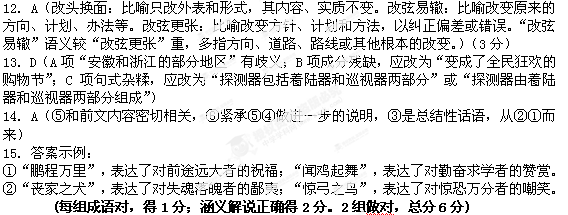 12. A（改头换面：比喻只改外表和形式，其内容、实质不变。改弦易辙：比喻改变原来的
方向、计划、办法等。改弦更张：比喻改变方针、计划和方法，以纠正偏差或错误。“改弦
易辙”语义较“改弦更张”重，多指方向、道路、路线或其他根本的改变。）（3 分）
13. D（A 项“安徽和浙江的部分地区”有歧义；B 项成分残缺，应改为“变成了全民狂欢的
购物节”；C 项句式杂糅，应改为“探测器包括着陆器和巡视器两部分”或“探测器由着陆
器和巡视器两部分组成”）
14. A（⑤和前文内容密切相关，⑥紧承⑤④做进一步的说明，③是总结性话语，从②①而
来）
15. 答案示例：
①“鹏程万里”，表达了对前途远大者的祝福；“闻鸡起舞”，表达了对勤奋求学者的赞赏。
②“丧家之犬”，表达了对失魂落魄者的鄙夷；“惊弓之鸟”，表达了对惊恐万分者的嘲笑。
（每组成语对，得 1 分；涵义解说正确得 2 分。2 组做对，总分 6 分）